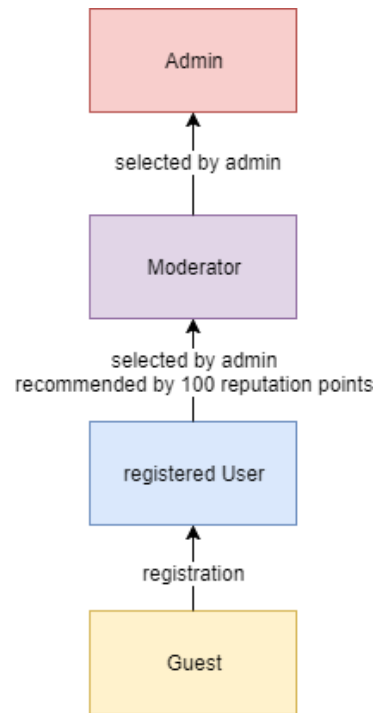 Admin
selected by admin
Moderator
selected by admin
recommended by 100 reputation points
registered User
registration
Guest